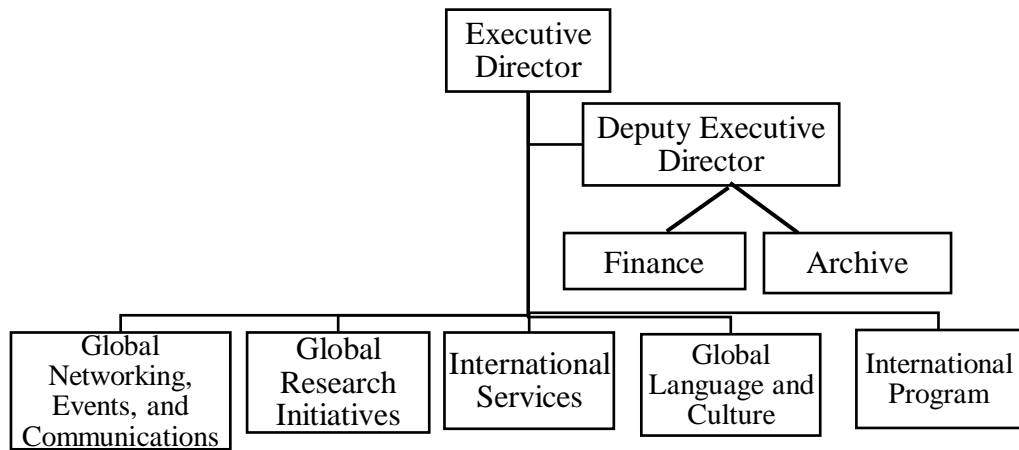 Executive
Director
Deputy Executive
Director
Finance
Archive
Global
Networking,
Events, and
Communications
Global
Research
Initiatives
International
Services
Global
Language and
Culture
International
Program